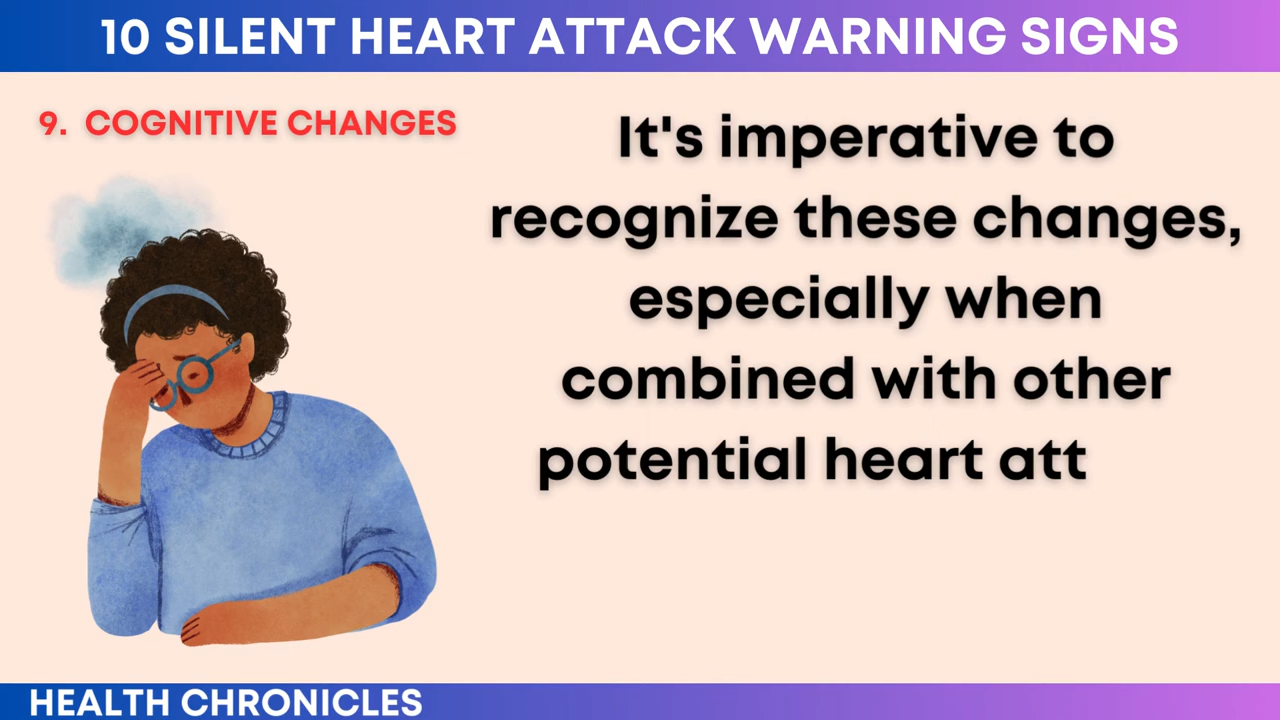 10 SILENT HEART ATTACK WARNING SIGNS
9. COGNITIVE CHANGES
It's imperative to
recognize these changes,
especially when
combined with other
potential heart att
HEALTH CHRONICLES